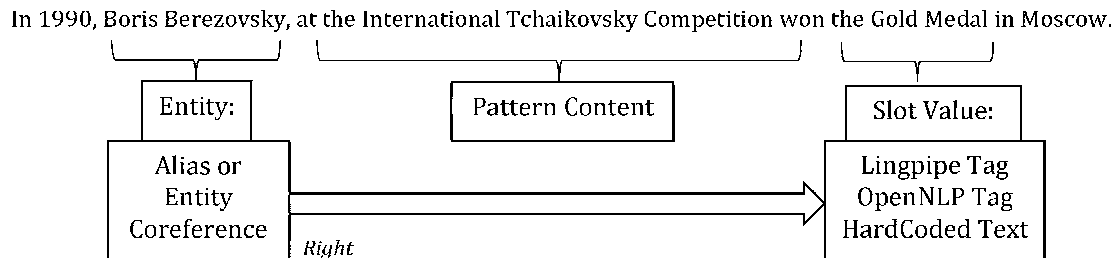 In 1990, Boris Berezovsky, at the International Tchaikovsky Competition won the Gold Medal in Moscow.
Entity:
Pattern Content
Slot Value:
Alias or
Entity
Coreference
Right
Lingpipe Tag
OpenNLP Tag
HardCoded Text